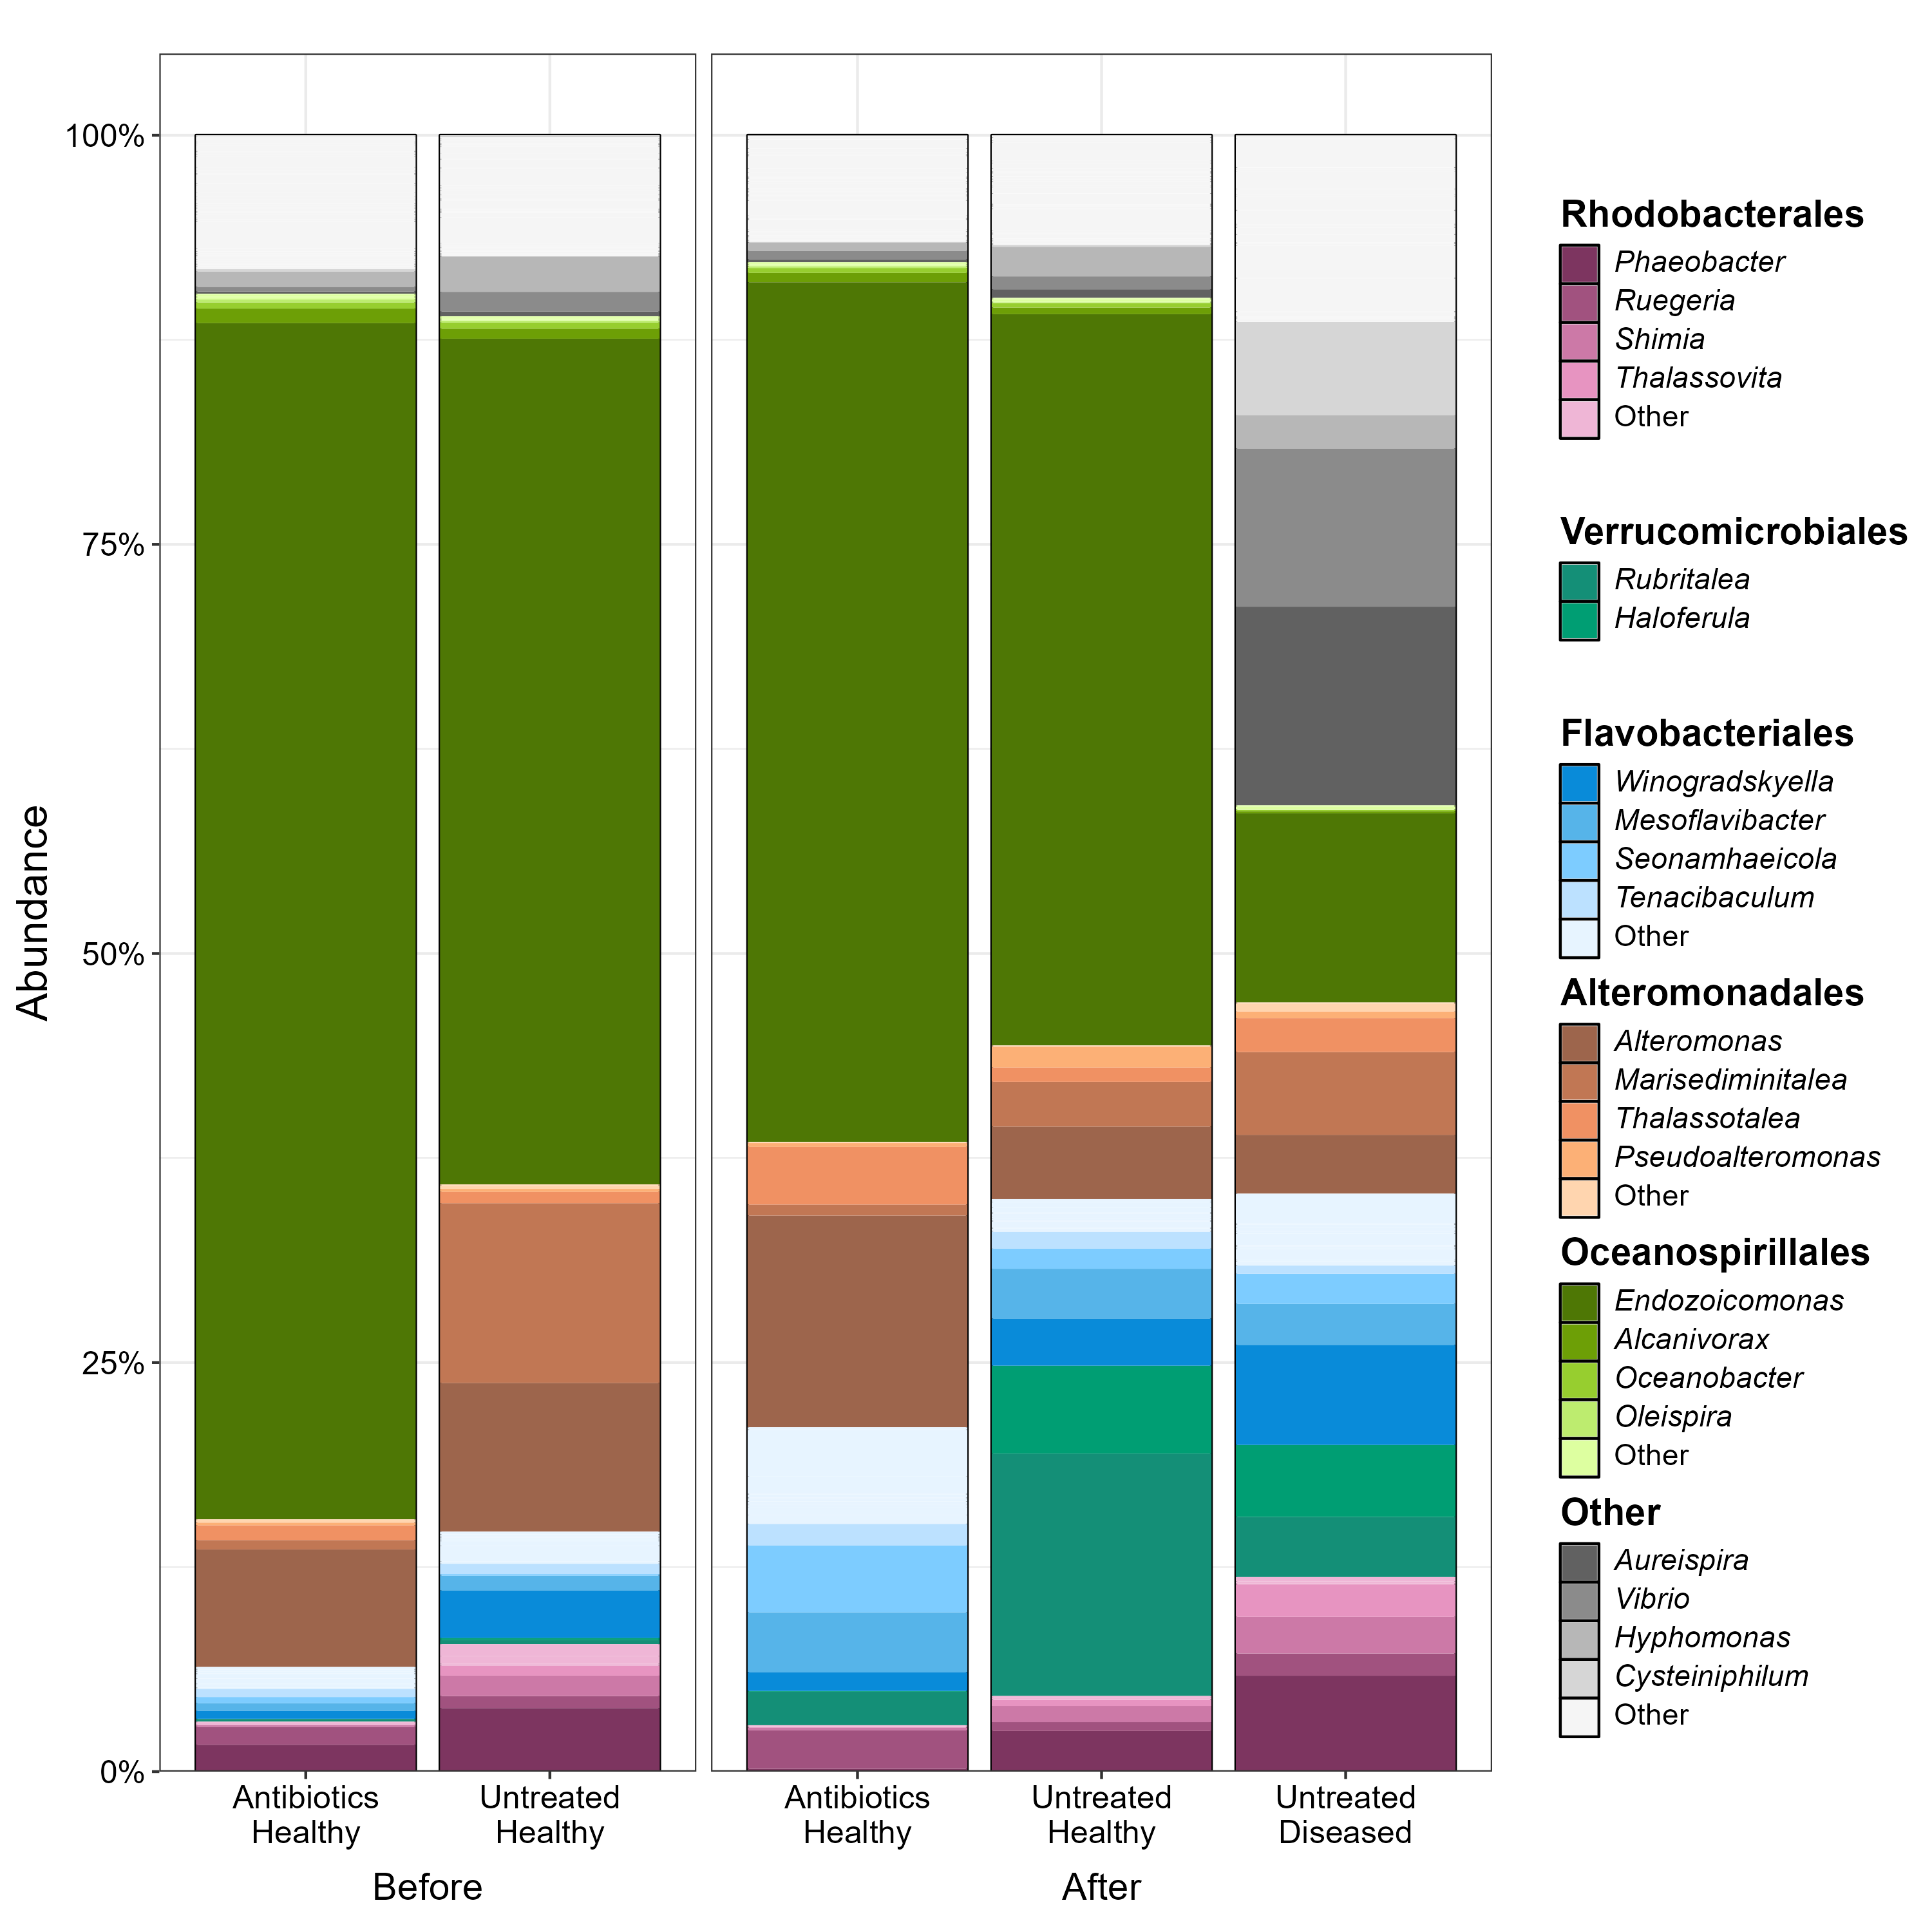 Abundance
100%
75%
50%
25%
0%
Antibiotics
Healthy
Untreated
Healthy
Before
Antibiotics
Healthy
Untreated
Healthy
Untreated
Diseased
After
Rhodobacterales
Phaeobacter
Ruegeria
Shimia
Thalassovita
Other
Verrucomicrobiales
Rubritalea
Haloferula
Flavobacteriales
Winogradskyella
Mesoflavibacter
Seonamhaeicola
Tenacibaculum
Other
Alteromonadales
Alteromonas
Marisediminitalea
Thalassotalea
Pseudoalteromonas
Other
Oceanospirillales
Endozoicomonas
Alcanivorax
Oceanobacter
Oleispira
Other
Other
Aureispira
Vibrio
Hyphomonas
Cysteiniphilum
Other